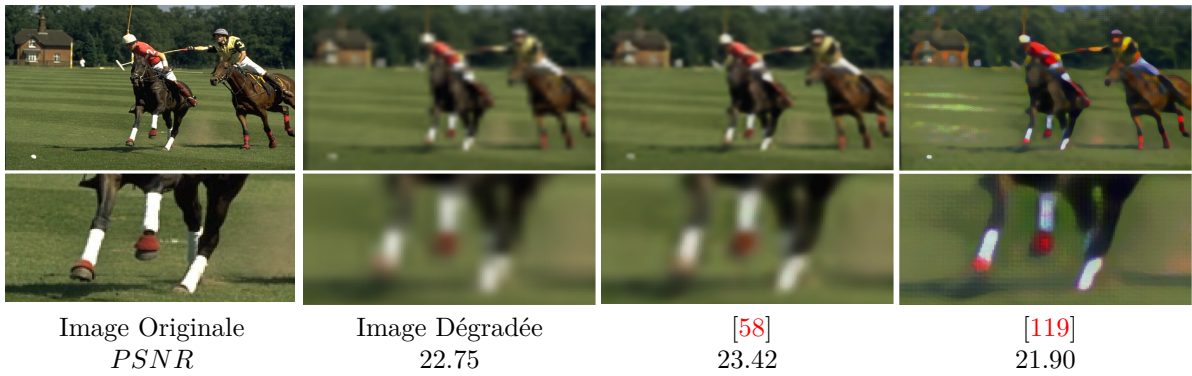 Image Originale Image Dégradée [58] [119]
PSNR 22.75 23.42 21.90